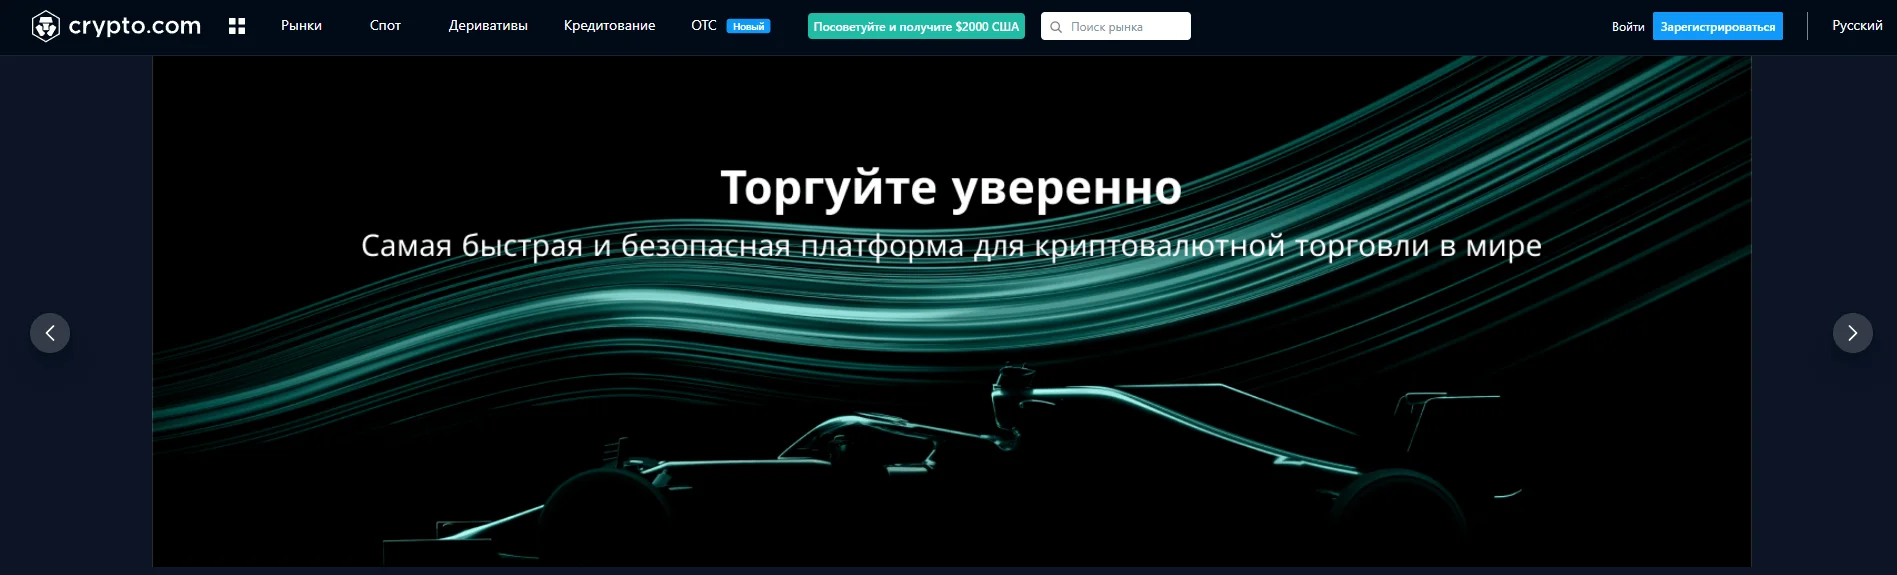 crypto.com
Рынки
Спот
Деривативы
Кредитование
OTC Новый
Посоветуйте и получите $2000 США
Поиск рынка
Войти
Зарегистрироваться
Русский
Торгуйте уверенно
Самая быстрая и безопасная платформа для криптовалютной торговли в мире